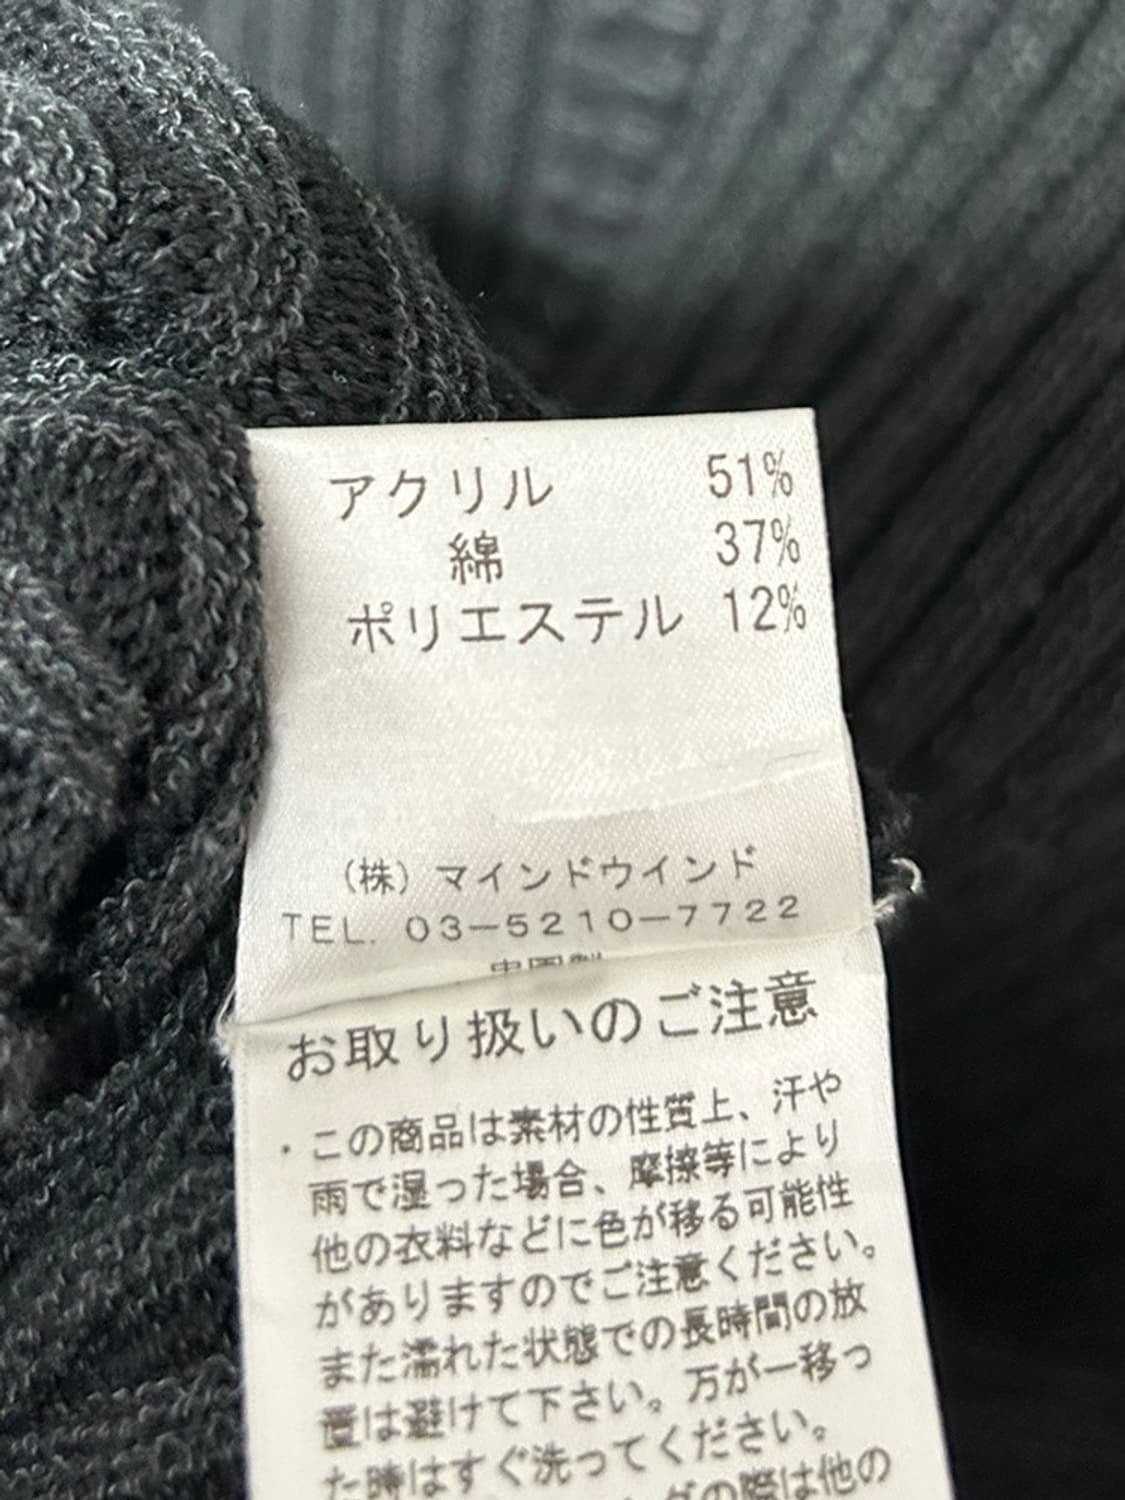 アクリル 51%
綿 37%
ポリエステル 12%
(株)マインドウインド
TEL. 03-5210-7722
お取り扱いのご注意
・この商品は素材の性質上、汗や
雨で湿った場合、摩擦等により
他の衣料などに色が移る可能性
がありますのでご注意ください。
また濡れた状態での長時間の放
置は避けて下さい。万が一移っ
た時はすぐ洗ってください。
の際は他の